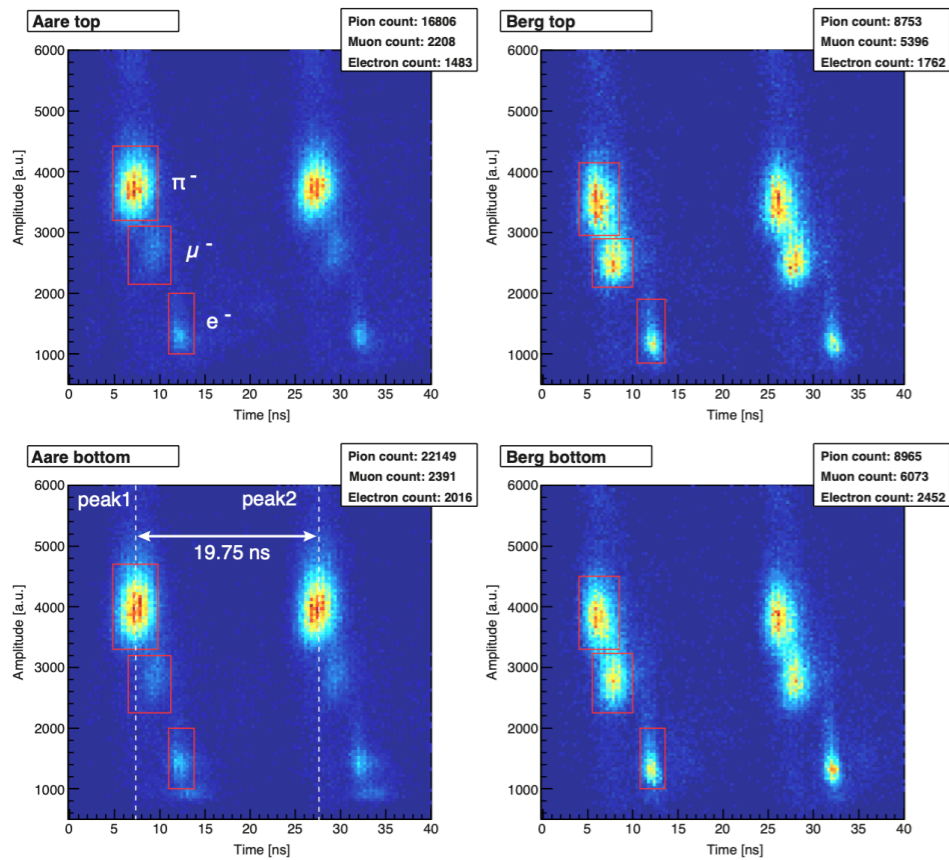 Aare top
Pion count: 16806
Muon count: 2208
Electron count: 1483
Amplitude [a.u.]
6000
5000
4000
3000
2000
1000
π -
μ -
e -
0 5 10 15 20 25 30 35 40
Time [ns]
Berg top
Pion count: 8753
Muon count: 5396
Electron count: 1762
Amplitude [a.u.]
6000
5000
4000
3000
2000
1000
0 5 10 15 20 25 30 35 40
Time [ns]
Aare bottom
Pion count: 22149
Muon count: 2391
Electron count: 2016
Amplitude [a.u.]
6000
5000
4000
3000
2000
1000
peak1
peak2
19.75 ns
0 5 10 15 20 25 30 35 40
Time [ns]
Berg bottom
Pion count: 8965
Muon count: 6073
Electron count: 2452
Amplitude [a.u.]
6000
5000
4000
3000
2000
1000
0 5 10 15 20 25 30 35 40
Time [ns]